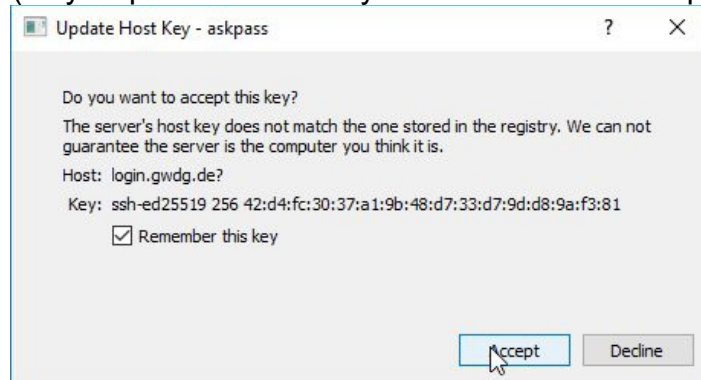 Update Host Key - askpass
Do you want to accept this key?
The server's host key does not match the one stored in the registry. We can not
guarantee the server is the computer you think it is.
Host: login.gwdg.de?
Key: ssh-ed25519 256 42:d4:fc:30:37:a1:9b:48:d7:33:d7:9d:d8:9a:f3:81
Remember this key
Accept Decline